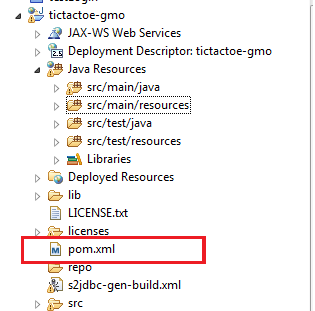 tictactoe-gmo
JAX-WS Web Services
Deployment Descriptor: tictactoe-gmo
Java Resources
src/main/java
src/main/resources
src/test/java
src/test/resources
Libraries
Deployed Resources
lib
LICENSE.txt
licenses
pom.xml
repo
s2jdbc-gen-build.xml
src